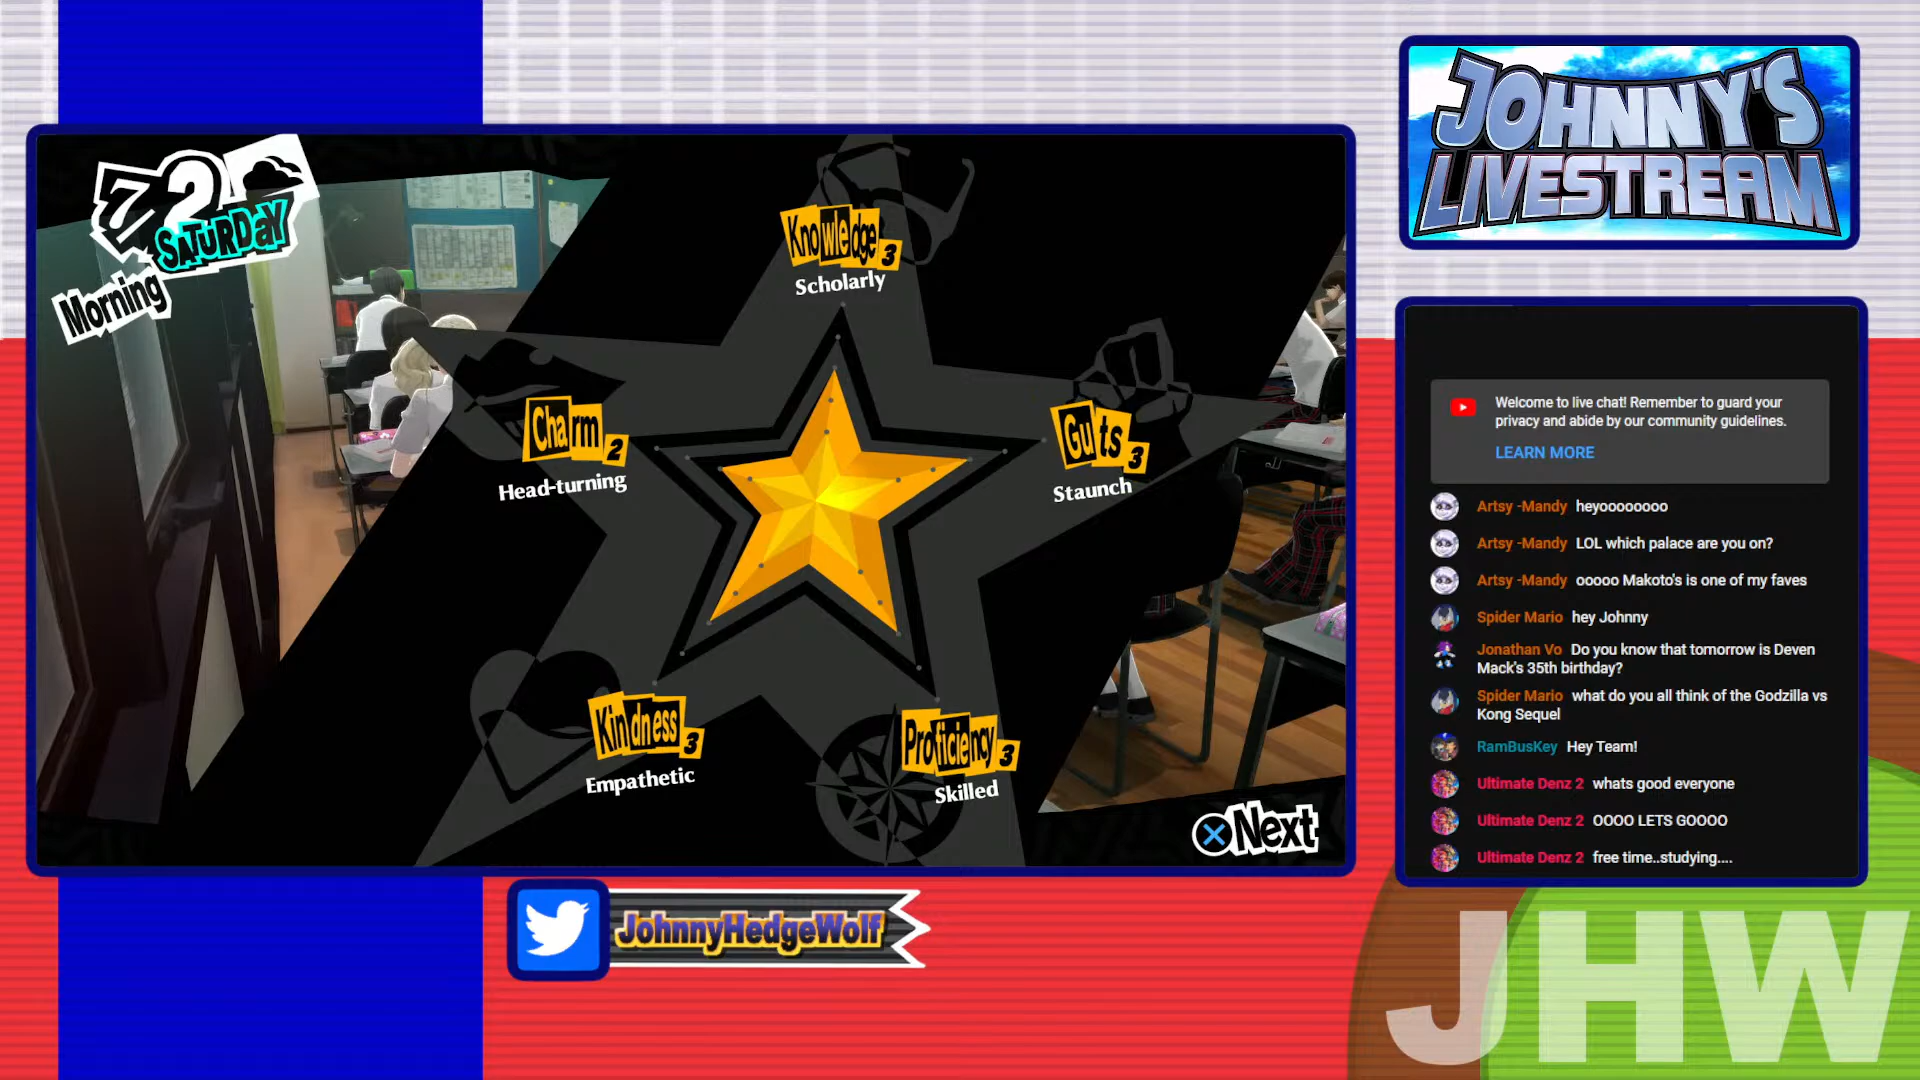 7/2
SATURDAY
Morning
Knowledge 3
Scholarly
Charm 2
Head-turning
Guts 3
Staunch
Kindness 3
Empathetic
Proficiency 3
Skilled
Next
JohnnyHedgeWolf
JOHNNY'S
LIVESTREAM
Welcome to live chat! Remember to guard your
privacy and abide by our community guidelines.
LEARN MORE
Artsy -Mandy heyoooooooo
Artsy -Mandy LOL which palace are you on?
Artsy -Mandy ooooo Makoto's is one of my faves
Spider Mario hey Johnny
Jonathan Vo Do you know that tomorrow is Deven
Mack's 35th birthday?
Spider Mario what do you all think of the Godzilla vs
Kong Sequel
RamBusKey Hey Team!
Ultimate Denz 2 whats good everyone
Ultimate Denz 2 OOOO LETS GOOOO
Ultimate Denz 2 free time..studying....
JHW